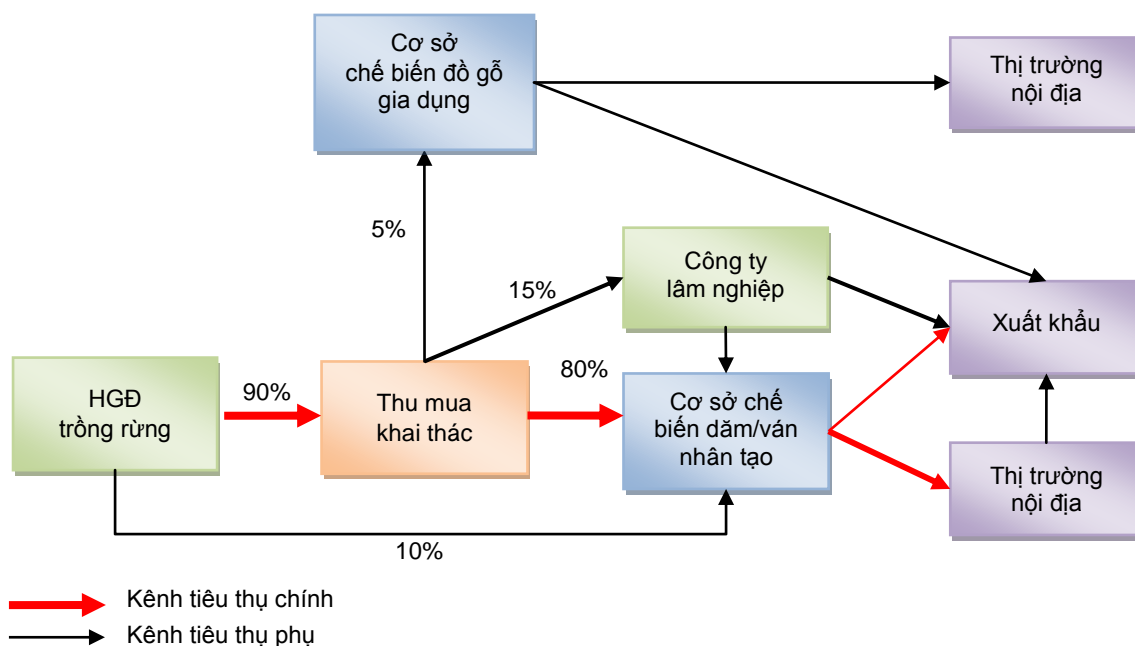 Cơ sở
chế biến đồ gỗ
gia dụng
Thị trường
nội địa
5%
15%
Công ty
lâm nghiệp
Xuất khẩu
HGĐ
trồng rừng
90%
Thu mua
khai thác
80%
Cơ sở chế
biến dăm/ván
nhân tạo
Thị trường
nội địa
10%
Kênh tiêu thụ chính
Kênh tiêu thụ phụ